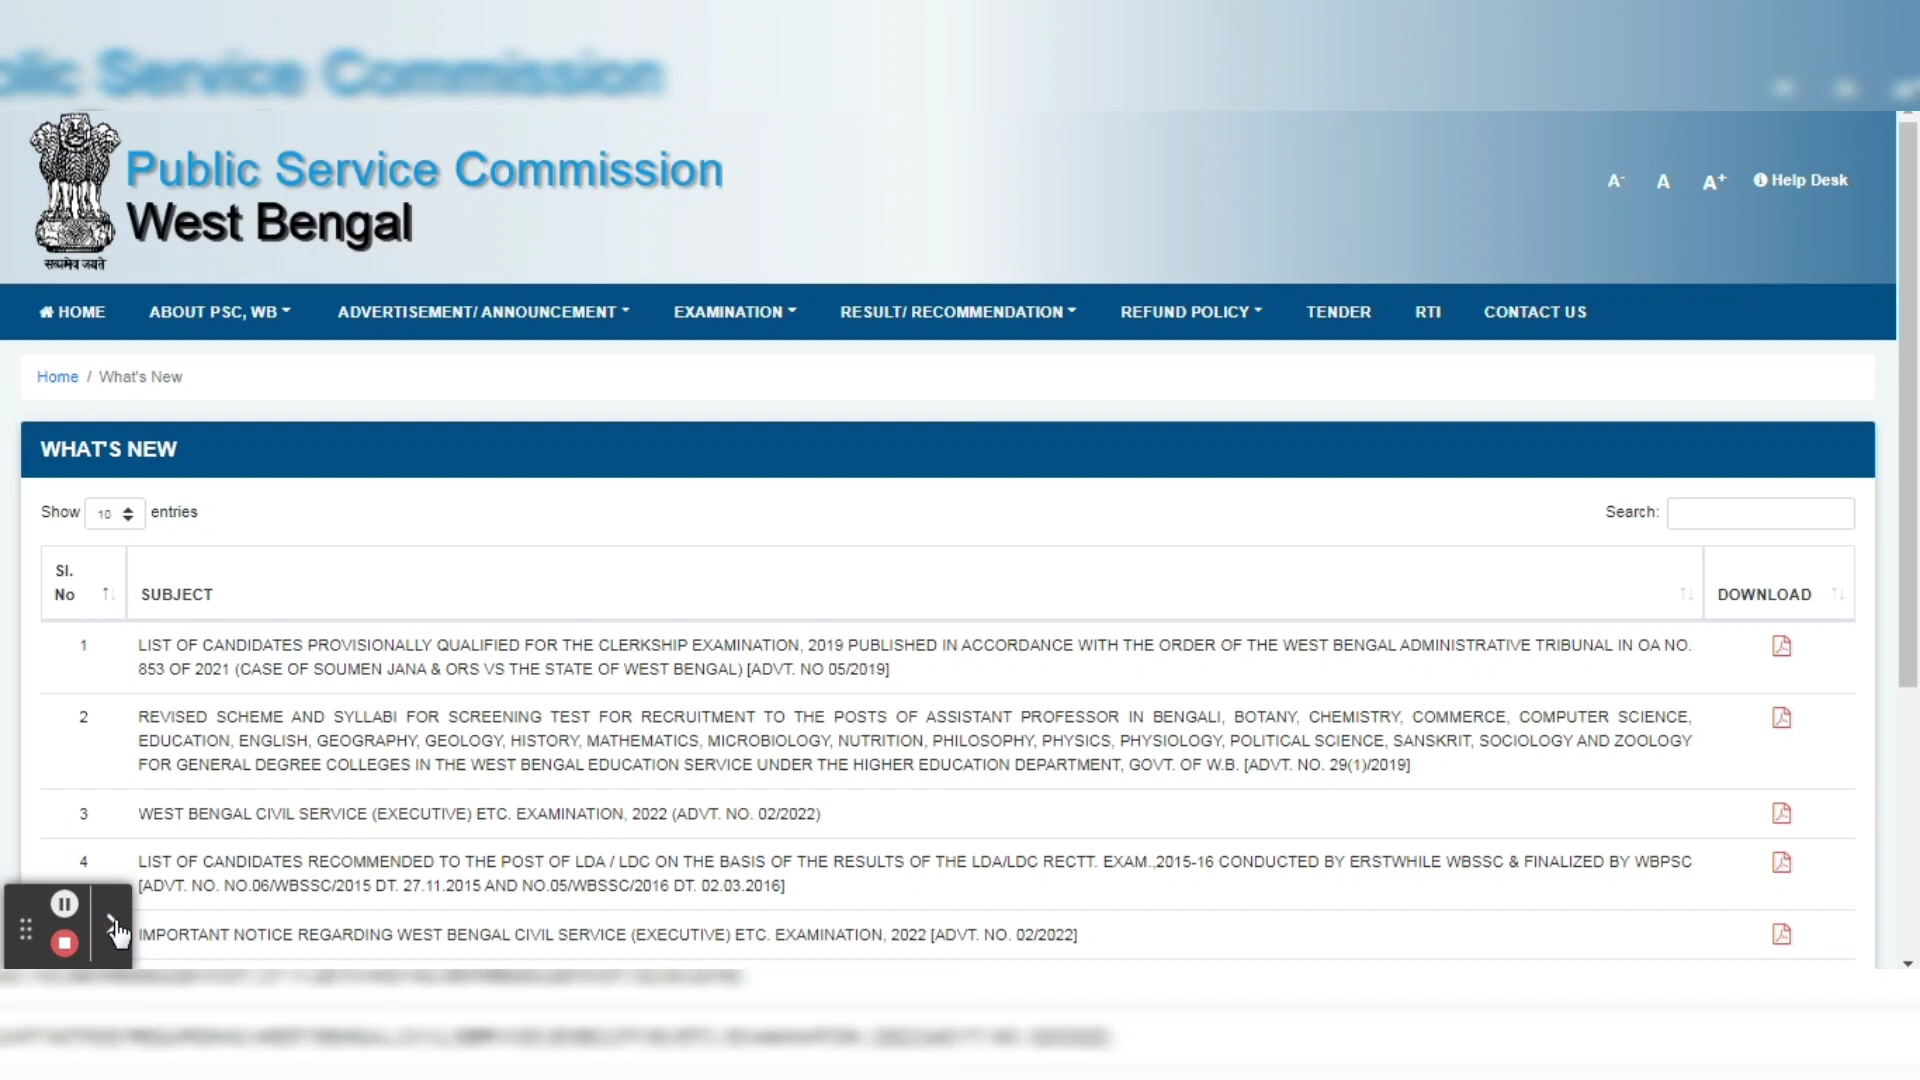 Service Commission
सत्यमेव जयते
Public Service Commission
West Bengal
A-
A
A+
Help Desk
HOME
ABOUT PSC, WB
ADVERTISEMENT/ ANNOUNCEMENT
EXAMINATION
RESULT/ RECOMMENDATION
REFUND POLICY
TENDER
RTI
CONTACT US
Home / What's New
WHAT'S NEW
Show 10 entries
Search:
Sl.
No
SUBJECT
DOWNLOAD
1
LIST OF CANDIDATES PROVISIONALLY QUALIFIED FOR THE CLERKSHIP EXAMINATION, 2019 PUBLISHED IN ACCORDANCE WITH THE ORDER OF THE WEST BENGAL ADMINISTRATIVE TRIBUNAL IN OA NO.
853 OF 2021 (CASE OF SOUMEN JANA & ORS VS THE STATE OF WEST BENGAL) [ADVT. NO 05/2019]
2
REVISED SCHEME AND SYLLABI FOR SCREENING TEST FOR RECRUITMENT TO THE POSTS OF ASSISTANT PROFESSOR IN BENGALI, BOTANY, CHEMISTRY, COMMERCE, COMPUTER SCIENCE,
EDUCATION, ENGLISH, GEOGRAPHY, GEOLOGY, HISTORY, MATHEMATICS, MICROBIOLOGY, NUTRITION, PHILOSOPHY, PHYSICS, PHYSIOLOGY, POLITICAL SCIENCE, SANSKRIT, SOCIOLOGY AND ZOOLOGY
FOR GENERAL DEGREE COLLEGES IN THE WEST BENGAL EDUCATION SERVICE UNDER THE HIGHER EDUCATION DEPARTMENT, GOVT. OF W.B. [ADVT. NO. 29(1)/2019]
3
WEST BENGAL CIVIL SERVICE (EXECUTIVE) ETC. EXAMINATION, 2022 (ADVT. NO. 02/2022)
4
LIST OF CANDIDATES RECOMMENDED TO THE POST OF LDA / LDC ON THE BASIS OF THE RESULTS OF THE LDA/LDC RECTT. EXAM.,2015-16 CONDUCTED BY ERSTWHILE WBSSC & FINALIZED BY WBPSC
[ADVT. NO. NO.06/WBSSC/2015 DT. 27.11.2015 AND NO.05/WBSSC/2016 DT. 02.03.2016]
IMPORTANT NOTICE REGARDING WEST BENGAL CIVIL SERVICE (EXECUTIVE) ETC. EXAMINATION, 2022 [ADVT. NO. 02/2022]